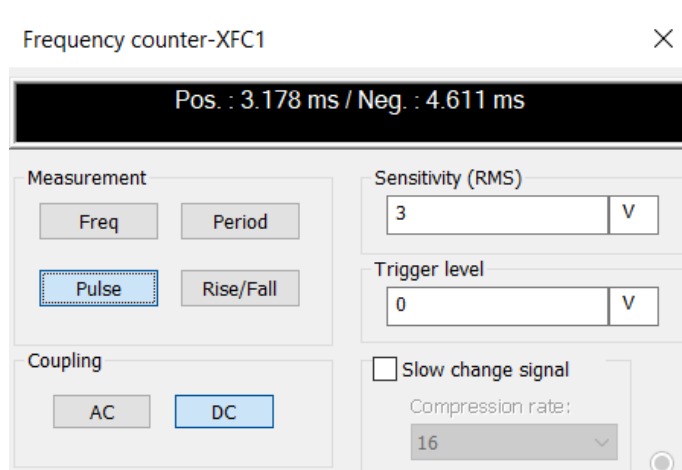 Frequency counter-XFC1
Pos. : 3.178 ms / Neg. : 4.611 ms
Measurement
Freq
Period
Pulse
Rise/Fall
Sensitivity (RMS)
3
V
Trigger level
0
V
Coupling
AC
DC
Slow change signal
Compression rate:
16